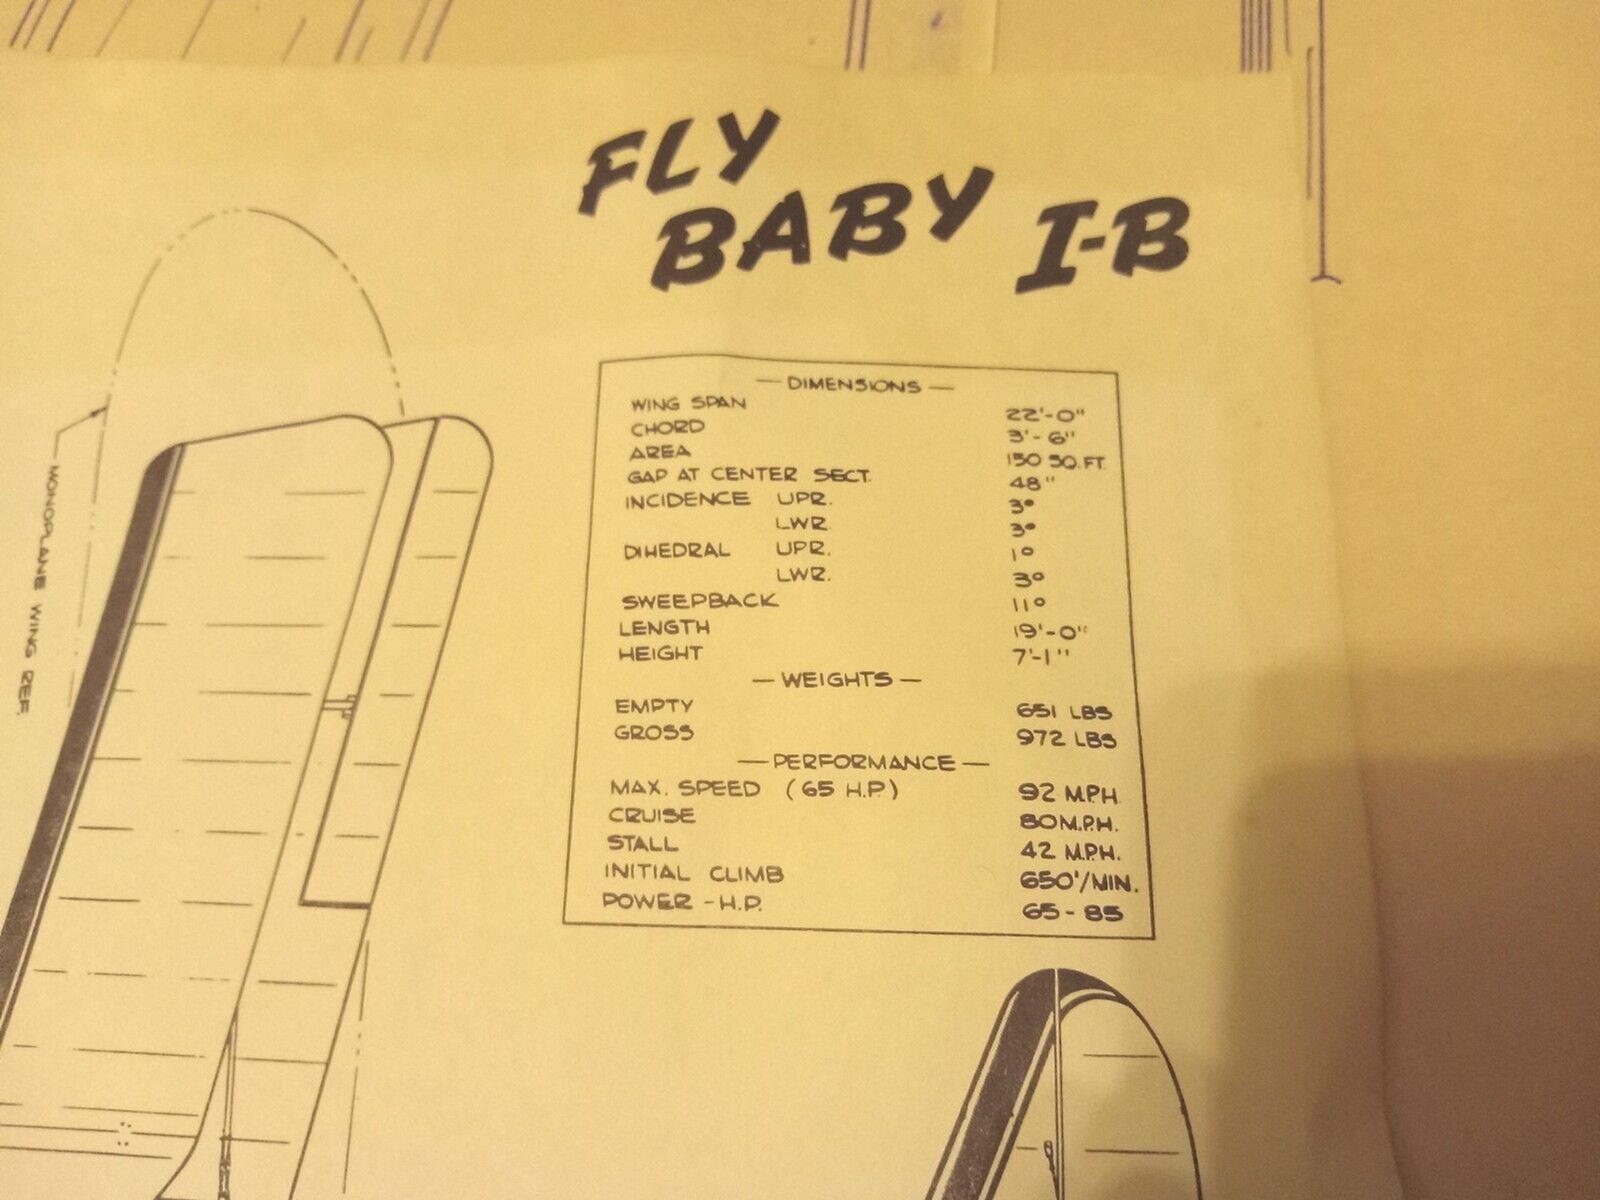 FLY
BABY I-B
— DIMENSIONS —
WING SPAN 22'-0"
CHORD 3'-6"
AREA 150 SQ.FT.
GAP AT CENTER SECT. 48"
INCIDENCE UPR. 3°
LWR. 3°
DIHEDRAL UPR. 1°
LWR. 3°
SWEEPBACK 11°
LENGTH 19'-0"
HEIGHT 7'-1"
— WEIGHTS —
EMPTY 651 LBS
GROSS 972 LBS
— PERFORMANCE —
MAX. SPEED (65 H.P.) 92 M.P.H.
CRUISE 80 M.P.H.
STALL 42 M.P.H.
INITIAL CLIMB 650'/MIN.
POWER - H.P. 65 - 85
MONOPLANE WING REF.